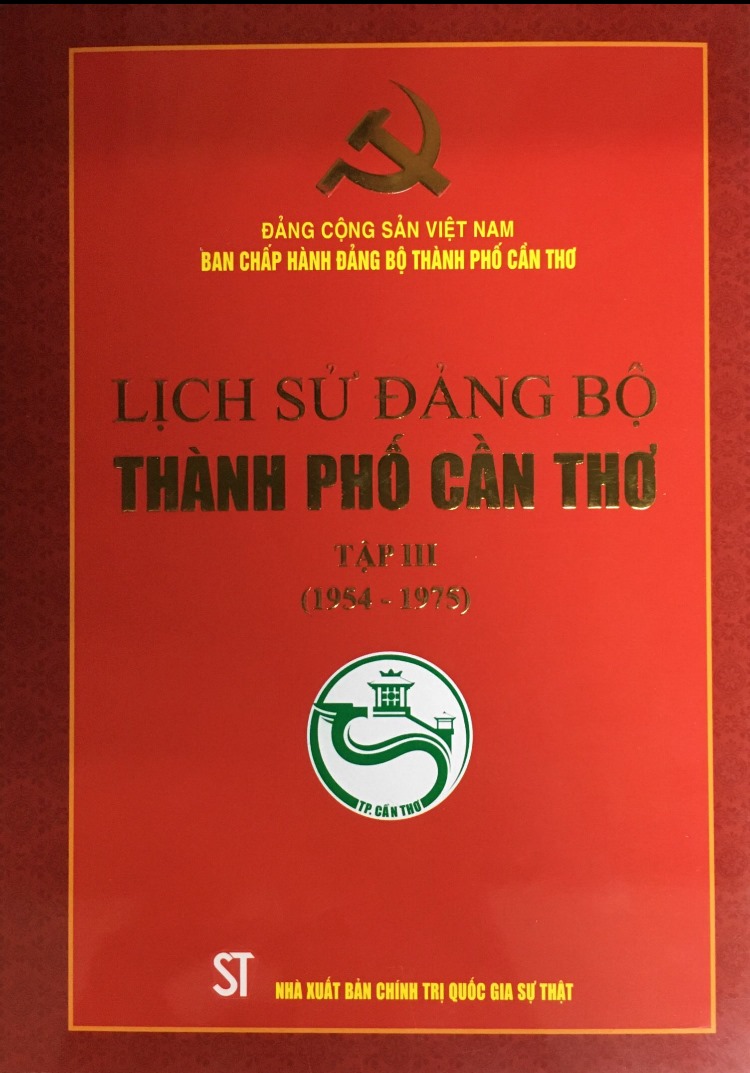 ĐẢNG CỘNG SẢN VIỆT NAM
BAN CHẤP HÀNH ĐẢNG BỘ THÀNH PHỐ CẦN THƠ
LỊCH SỬ ĐẢNG BỘ
THÀNH PHỐ CẦN THƠ
TẬP III
(1954 - 1975)
TP. CẦN THƠ
ST
NHÀ XUẤT BẢN CHÍNH TRỊ QUỐC GIA SỰ THẬT